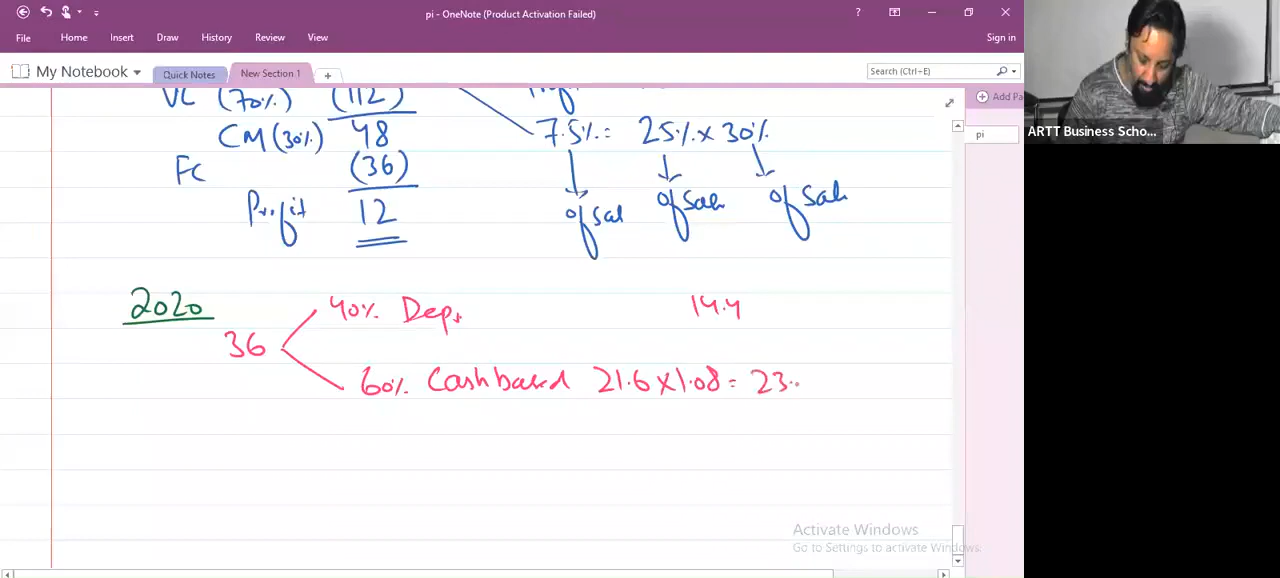 pi - OneNote (Product Activation Failed)
?
File Home Insert Draw History Review View
Sign in
My Notebook Quick Notes New Section 1 +
Search (Ctrl+E)
Add Pa
pi
ARTT Business Scho...
VC (70%) (112)
CM (30%) 48
7.5% = 25% x 30%
FC (36)
of Sal of Sale of Sale
Profit 12
2020
40% Dep. 14.4
36
60% Cash based 21.6 x 1.08 = 23.
Activate Windows
Go to Settings to activate Windows.